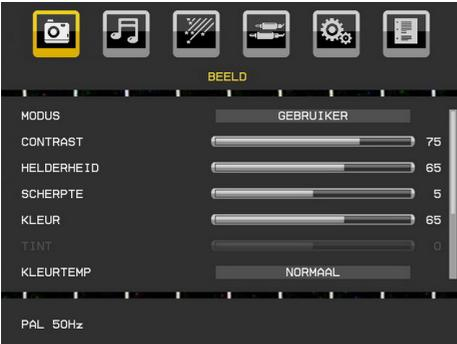 BEELD
MODUS GEBRUIKER
CONTRAST 75
HELDERHEID 65
SCHERPTE 5
KLEUR 65
TINT 0
KLEURTEMP NORMAAL
PAL 50Hz